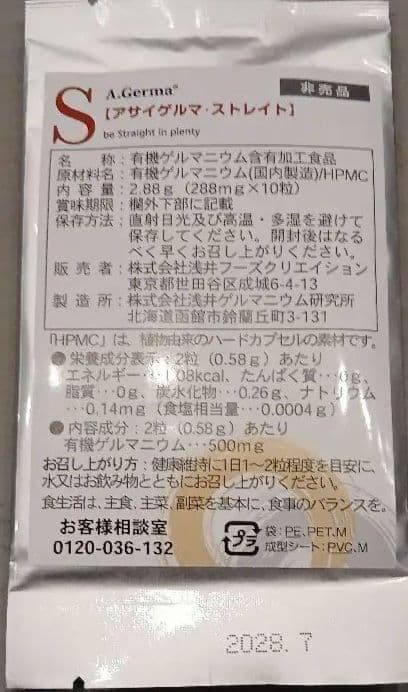 S
A.Germa®
非売品
【アサイゲルマ・ストレイト】
be Straight in plenty
名称：有機ゲルマニウム含有加工食品
原材料名：有機ゲルマニウム(国内製造)/HPMC
内容量：2.88g（288mg×10粒）
賞味期限：欄外下部に記載
保存方法：直射日光及び高温・多湿を避けて
保存してください。開封後はなる
べく早くお召し上がりください。
販売者：株式会社浅井フーズクリエイション
東京都世田谷区成城6-4-13
製造所：株式会社浅井ゲルマニウム研究所
北海道函館市鈴蘭丘町3-131
「HPMC」は、植物由来のハードカプセルの素材です。
●栄養成分表示：2粒（0.58g）あたり
エネルギー…1.08kcal、たんぱく質…0g、
脂質…0g、炭水化物…0.26g、ナトリウム
…0.14mg（食塩相当量…0.0004g）
●内容成分：2粒（0.58g）あたり
有機ゲルマニウム…500mg
お召し上がり方：健康維持に1日1〜2粒程度を目安に、
水又はお飲み物とともにお召し上がりください。
食生活は、主食、主菜、副菜を基本に、食事のバランスを。
お客様相談室
0120-036-132
プラ
袋：PE、PET、M
成型シート：PVC、M
2028.7